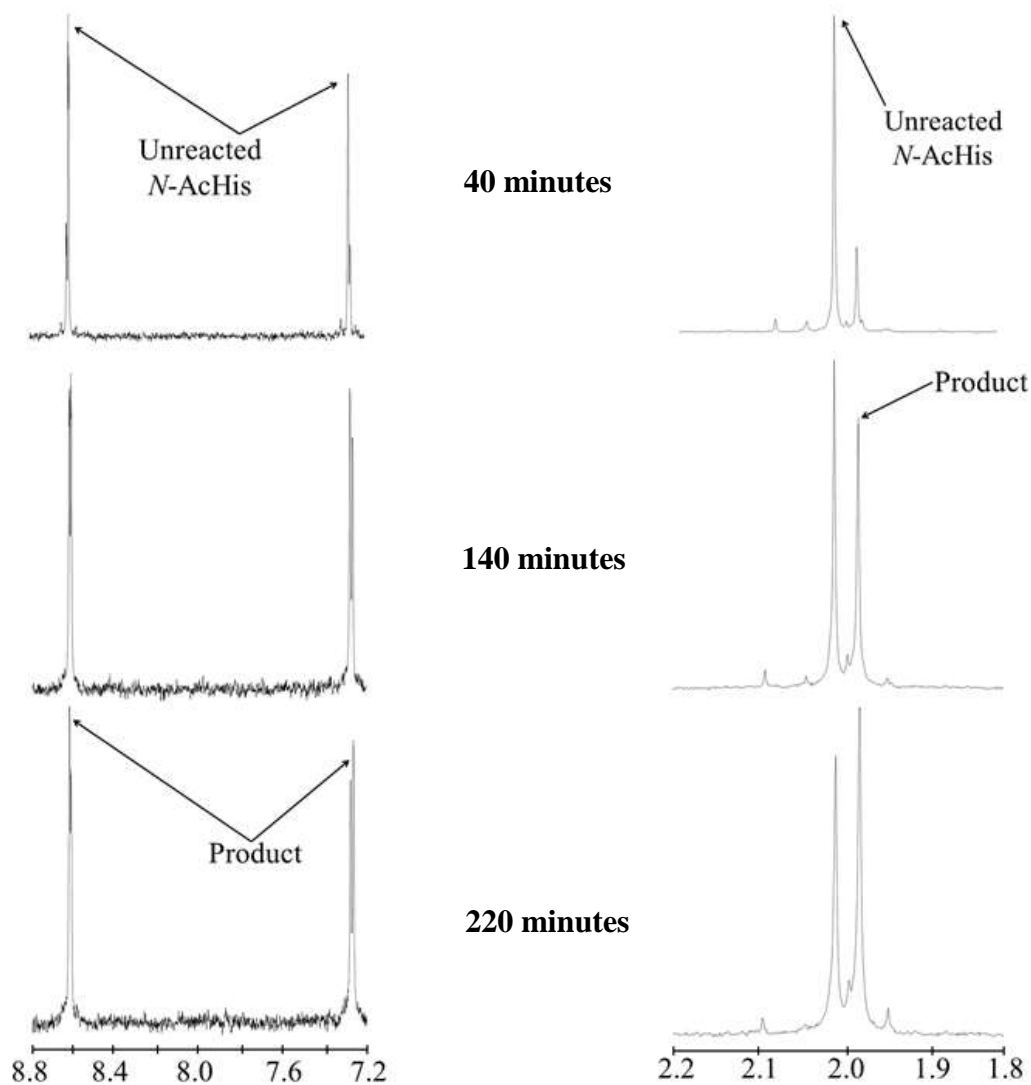 Unreacted
N-AcHis
40 minutes
Unreacted
N-AcHis
Product
140 minutes
Product
220 minutes
8.8 8.4 8.0 7.6 7.2
2.2 2.1 2.0 1.9 1.8